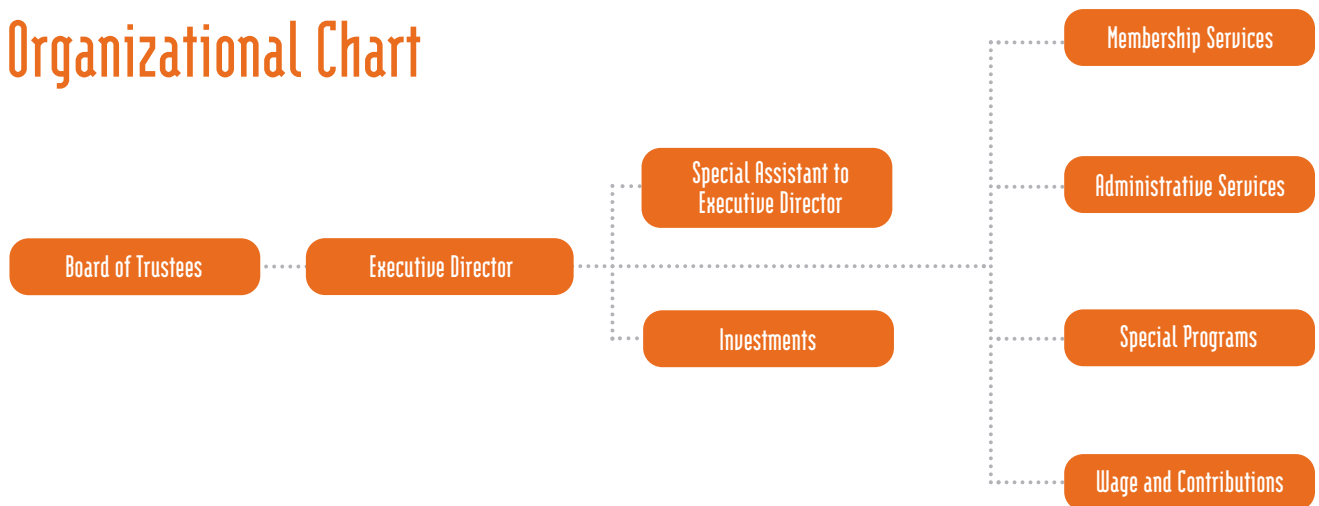 Organizational Chart
Membership Services
Special Assistant to
Executive Director
Administrative Services
Board of Trustees
Executive Director
Investments
Special Programs
Wage and Contributions